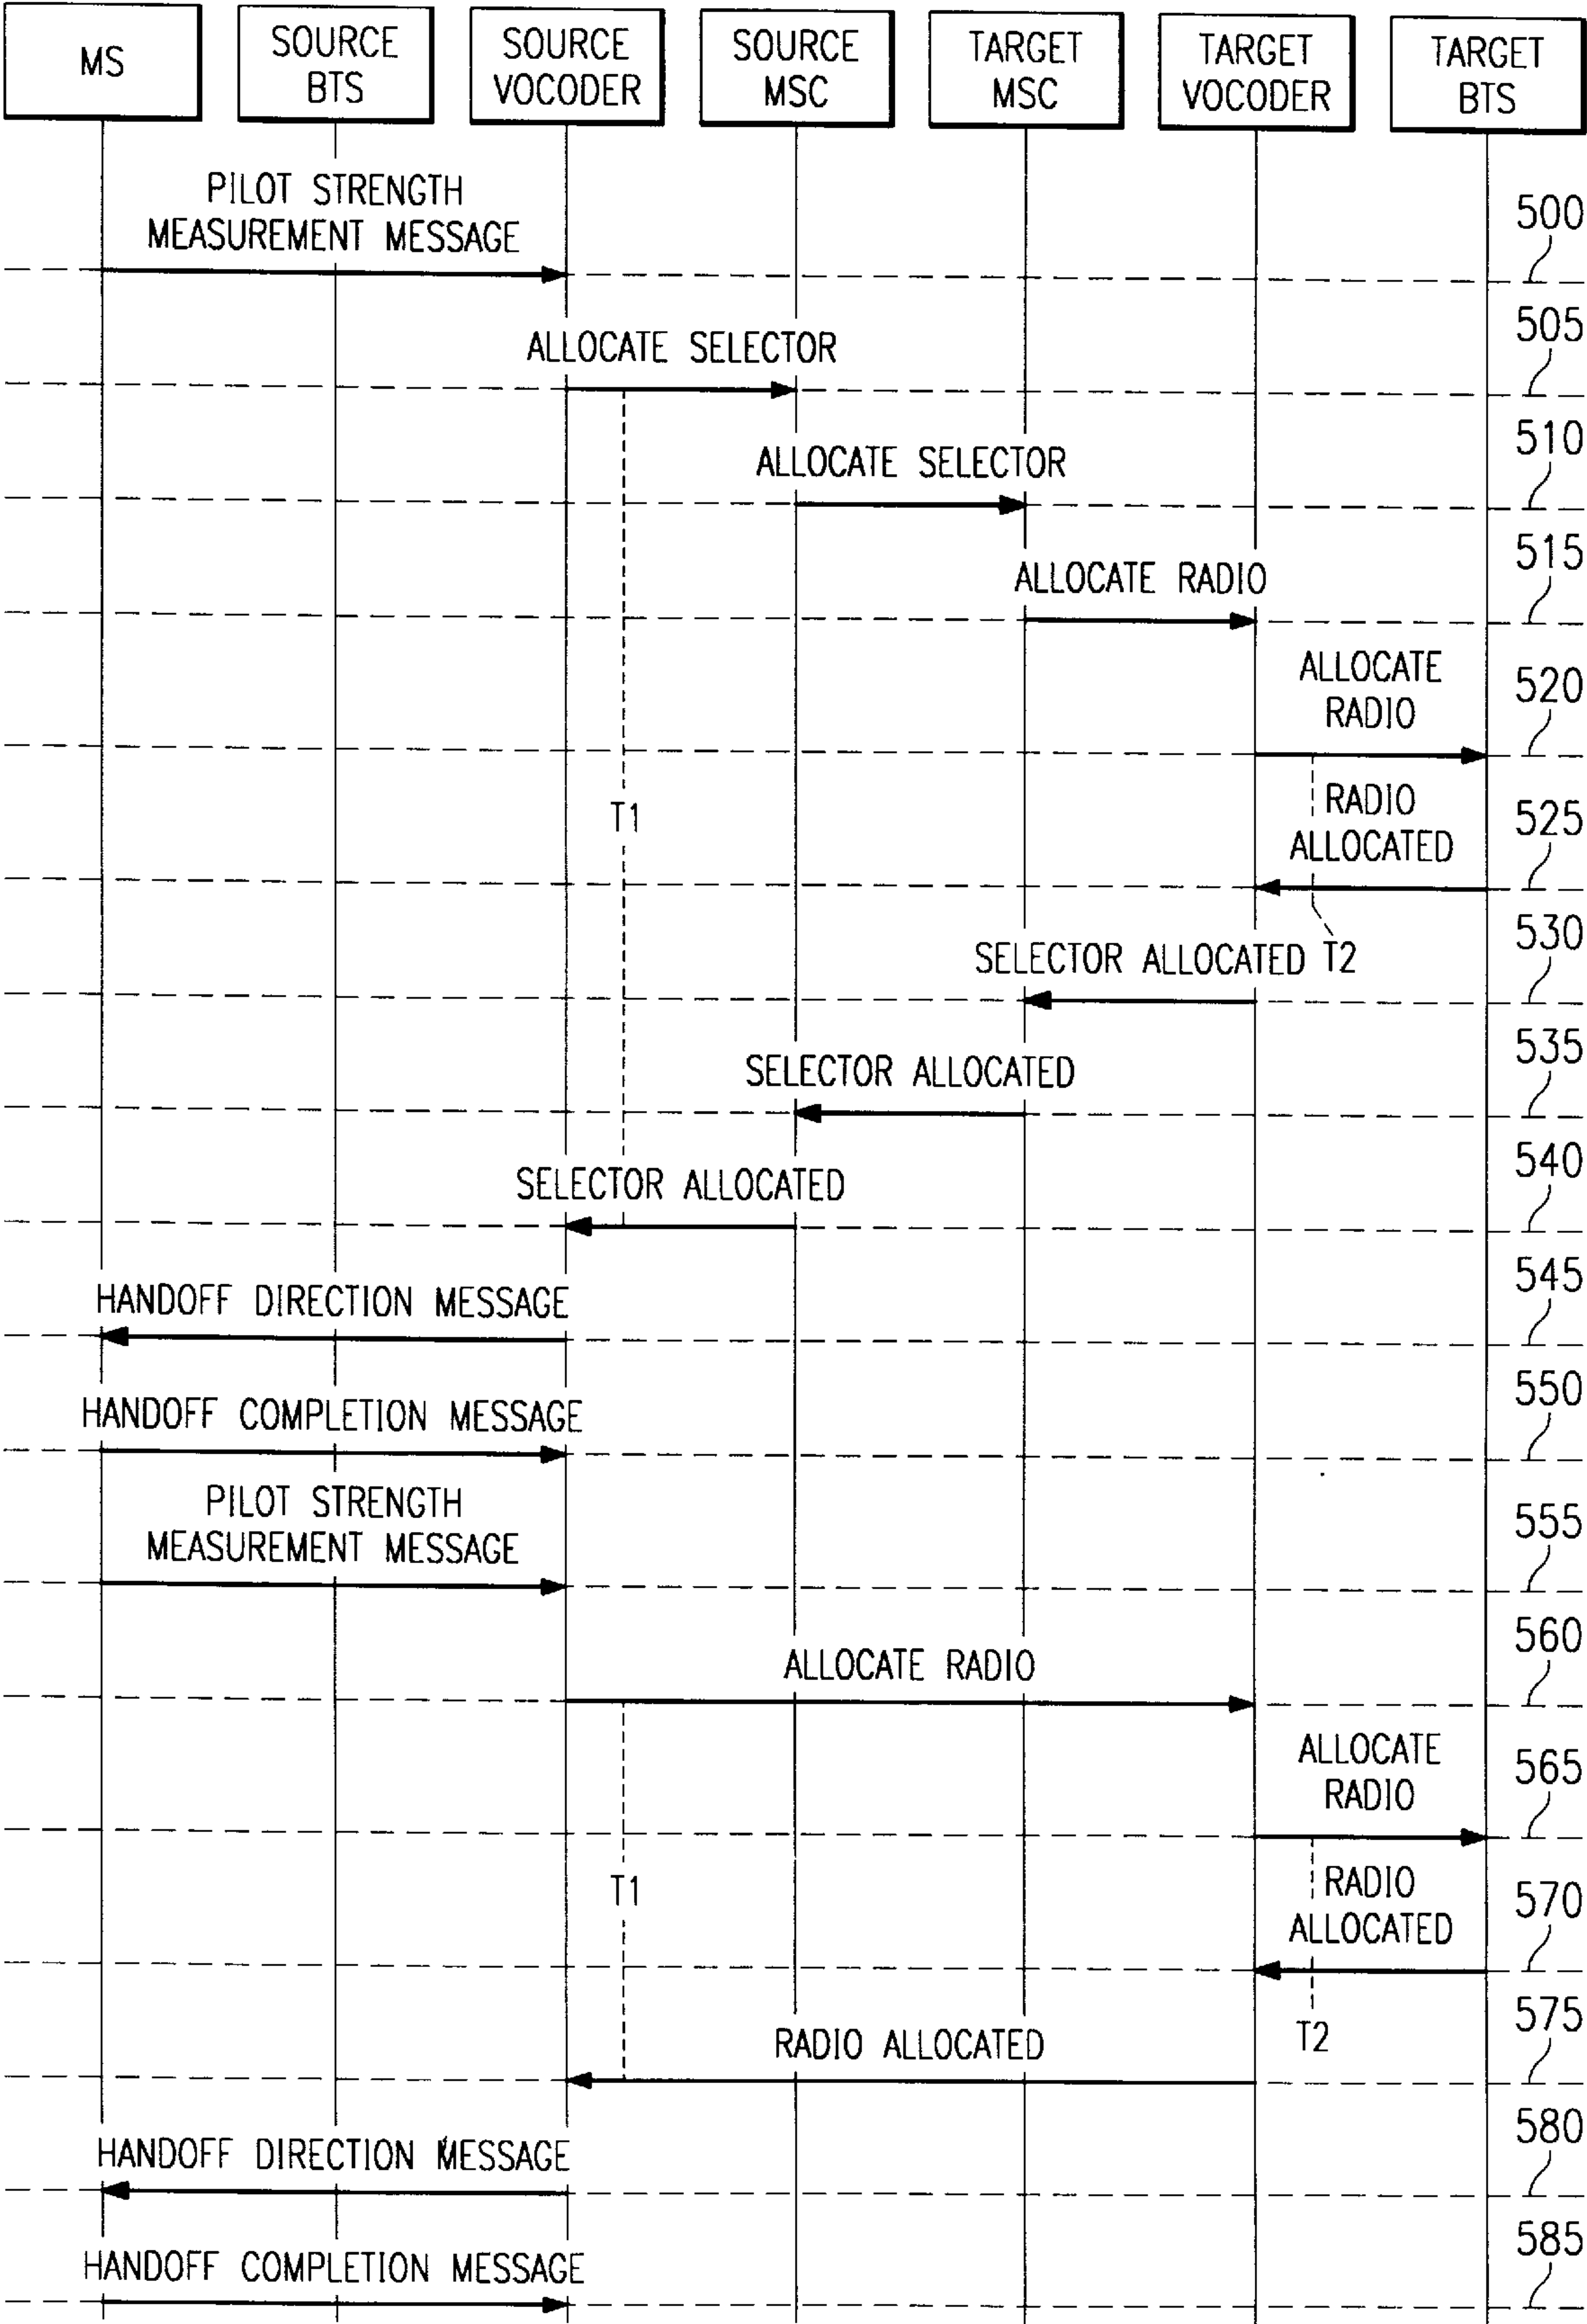 MS
SOURCE
BTS
SOURCE
VOCODER
SOURCE
MSC
TARGET
MSC
TARGET
VOCODER
TARGET
BTS
PILOT STRENGTH
MEASUREMENT MESSAGE
500
ALLOCATE SELECTOR
505
ALLOCATE SELECTOR
510
ALLOCATE RADIO
515
ALLOCATE
RADIO
520
T1
RADIO
ALLOCATED
525
SELECTOR ALLOCATED
T2
530
SELECTOR ALLOCATED
535
SELECTOR ALLOCATED
540
HANDOFF DIRECTION MESSAGE
545
HANDOFF COMPLETION MESSAGE
550
PILOT STRENGTH
MEASUREMENT MESSAGE
555
ALLOCATE RADIO
560
ALLOCATE
RADIO
565
T1
RADIO
ALLOCATED
570
RADIO ALLOCATED
T2
575
HANDOFF DIRECTION MESSAGE
580
HANDOFF COMPLETION MESSAGE
585